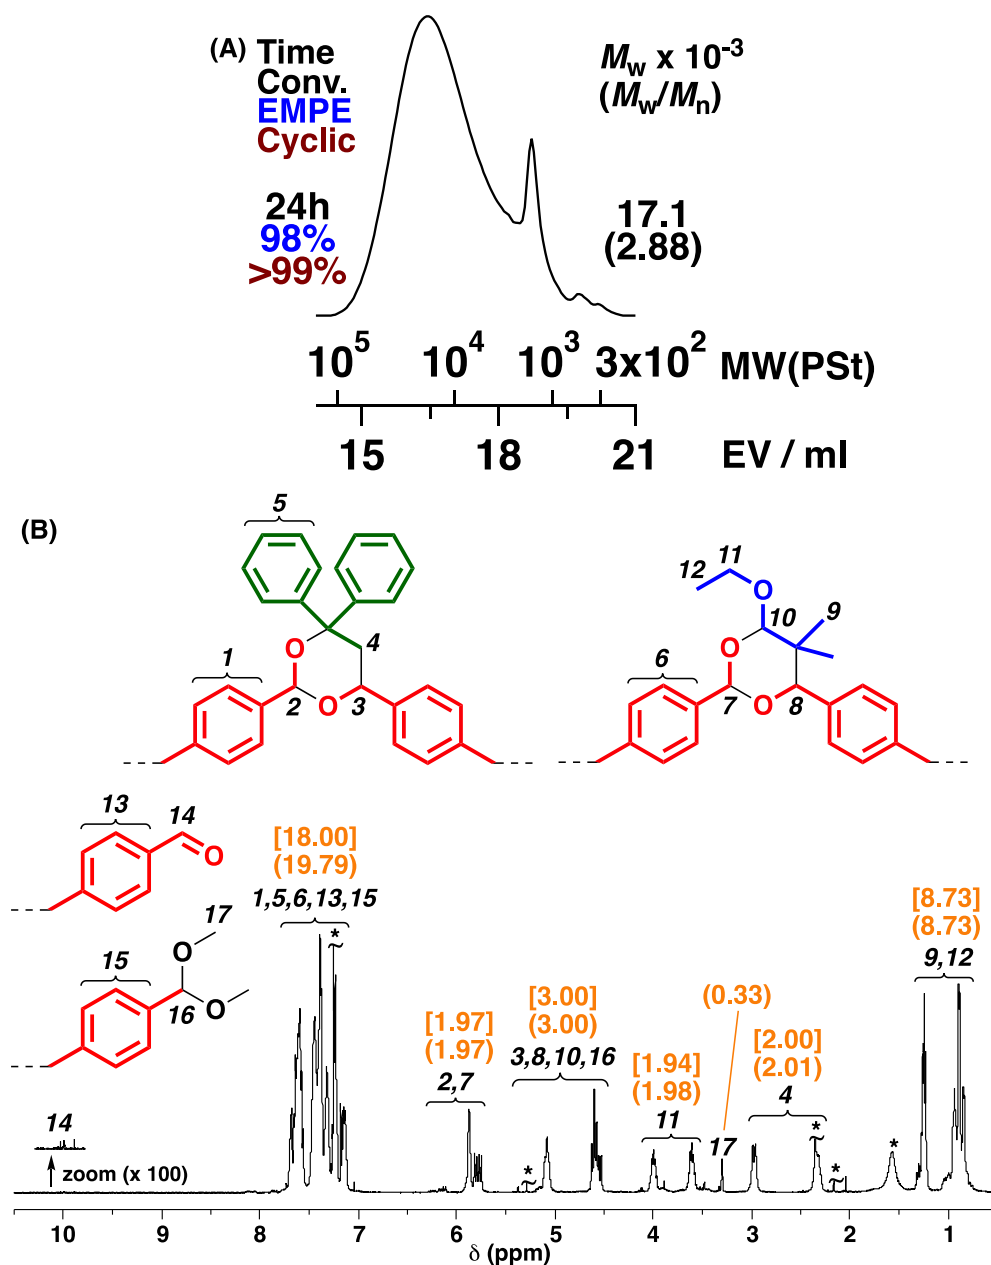 (A) Time
Conv.
EMPE
Cyclic
M_w x 10^-3
(M_w/M_n)
24h
98%
>99%
17.1
(2.88)
10^5 10^4 10^3 3x10^2 MW(PSt)
15 18 21 EV / ml
(B)
5
4
1
2
O
O
3
12
11
O
10
9
6
O
O
7
8
13
14
O
17
O
15
O
16
[18.00]
(19.79)
1,5,6,13,15
*
[1.97]
(1.97)
2,7
[3.00]
(3.00)
3,8,10,16
*
[1.94]
(1.98)
11
(0.33)
17
[2.00]
(2.01)
4
*
*
*
[8.73]
(8.73)
9,12
14
zoom (x 100)
10 9 8 7 6 5 4 3 2 1
δ (ppm)